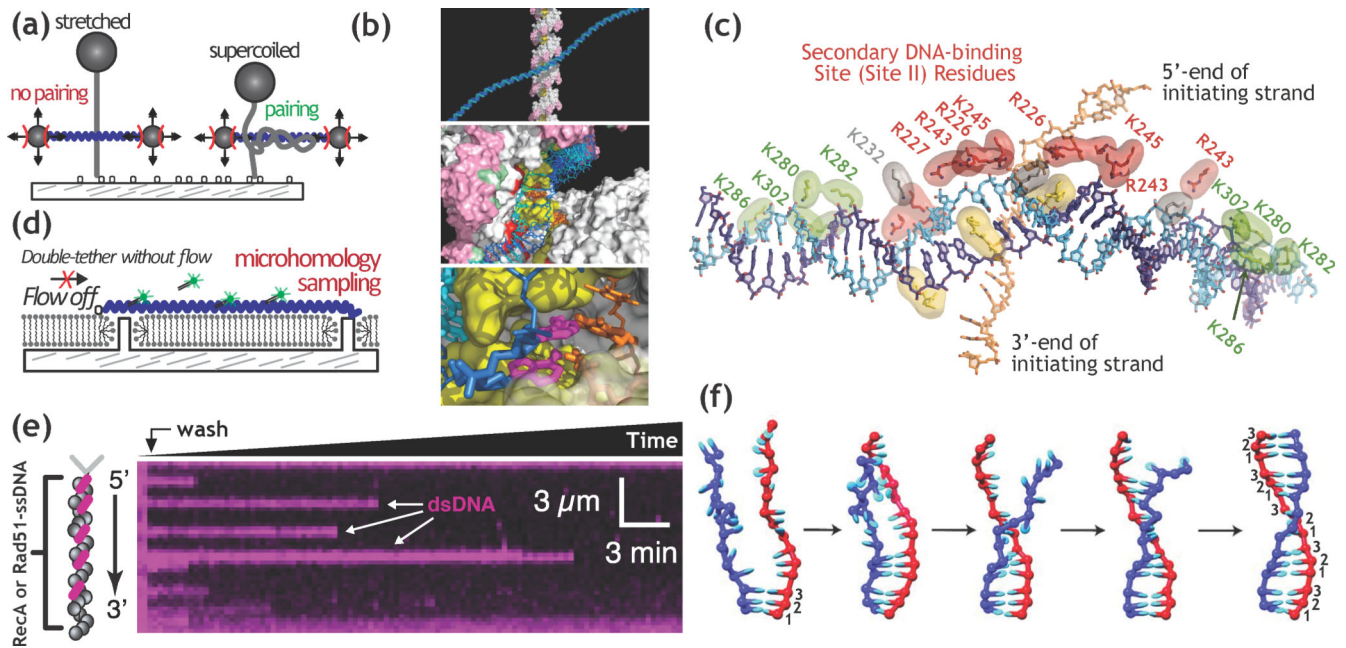 (a)
stretched
supercoiled
no pairing
pairing
(b)
(c)
Secondary DNA-binding
Site (Site II) Residues
5'-end of
initiating strand
K245
R226
R243
R227
K232
R226
K245
R243
R243
K280
K282
K286
K302
K302
K280
K282
K286
3'-end of
initiating strand
(d)
Double-tether without flow
Flow off
microhomology
sampling
(e)
wash
Time
RecA or Rad51-ssDNA
5'
3'
dsDNA
3 µm
3 min
(f)
3
2
1
3
2
1
3
2
1
3
2
1
3
2
1
3
2
1